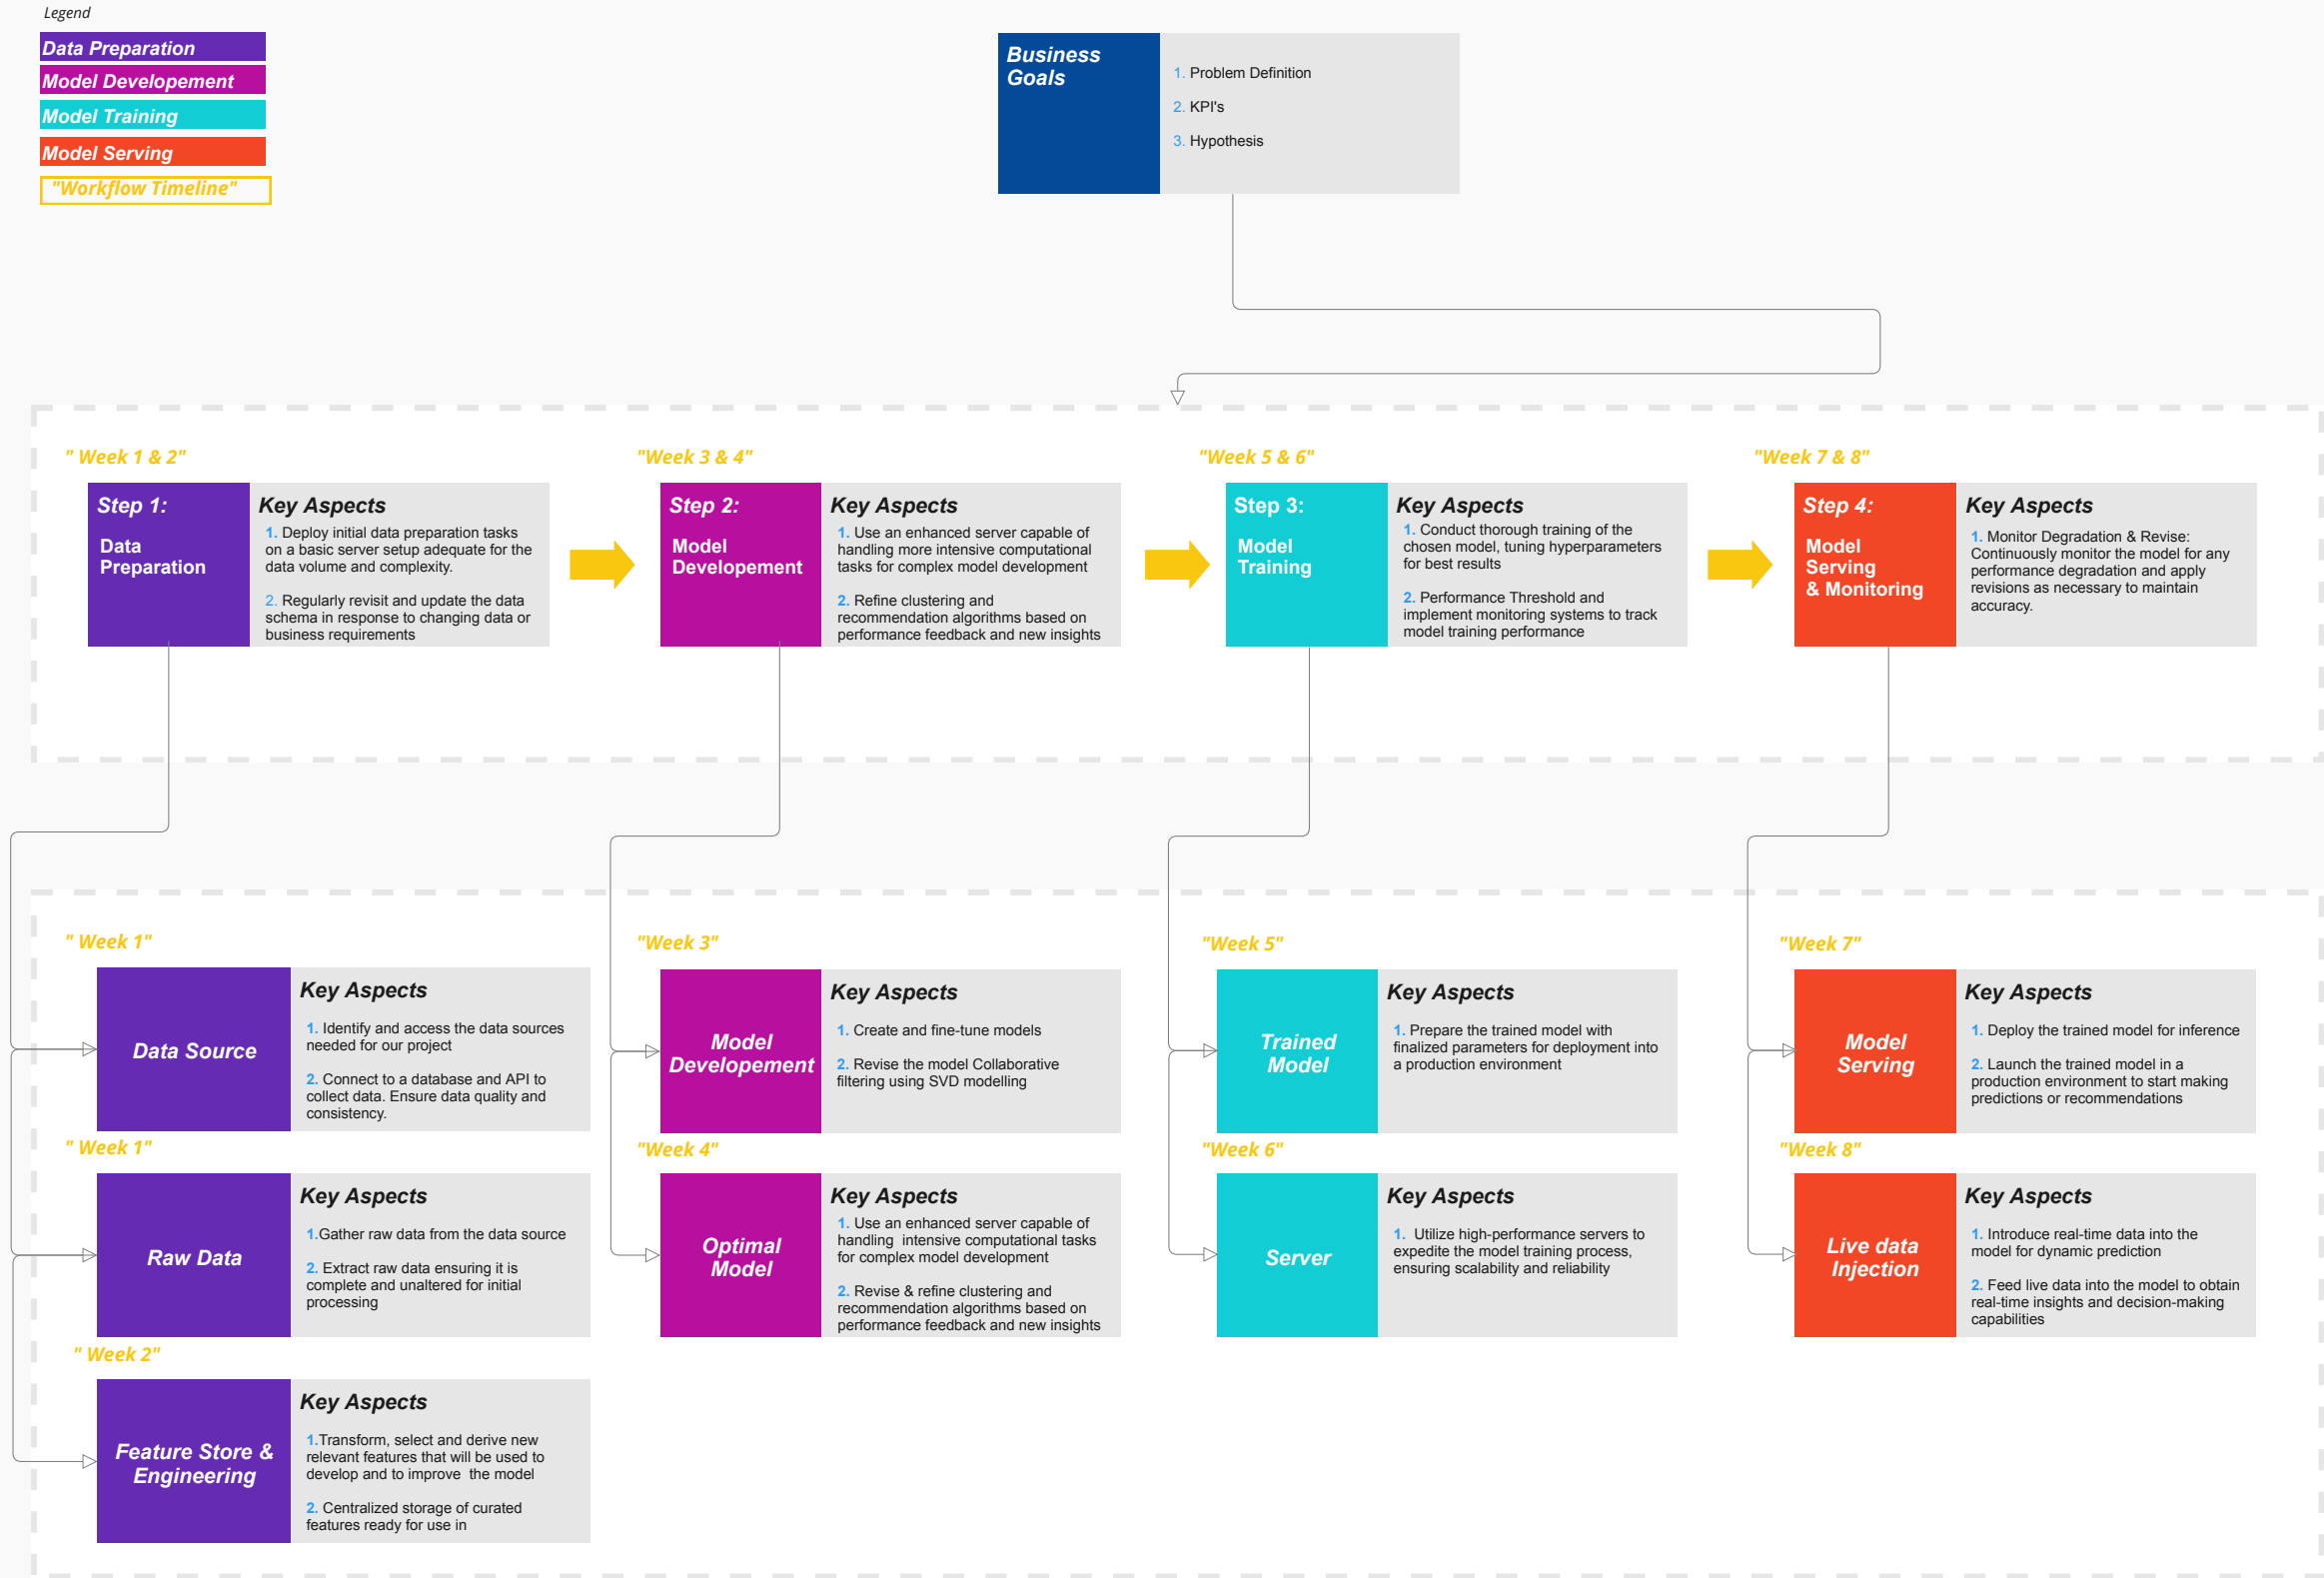 Legend
Data Preparation
Model Developement
Model Training
Model Serving
"Workflow Timeline"
Business
Goals
1. Problem Definition
2. KPI's
3. Hypothesis
" Week 1 & 2"
Step 1:
Data
Preparation
Key Aspects
1. Deploy initial data preparation tasks
on a basic server setup adequate for the
data volume and complexity.
2. Regularly revisit and update the data
schema in response to changing data or
business requirements
"Week 3 & 4"
Step 2:
Model
Developement
Key Aspects
1. Use an enhanced server capable of
handling more intensive computational
tasks for complex model development
2. Refine clustering and
recommendation algorithms based on
performance feedback and new insights
"Week 5 & 6"
Step 3:
Model
Training
Key Aspects
1. Conduct thorough training of the
chosen model, tuning hyperparameters
for best results
2. Performance Threshold and
implement monitoring systems to track
model training performance
"Week 7 & 8"
Step 4:
Model
Serving
& Monitoring
Key Aspects
1. Monitor Degradation & Revise:
Continuously monitor the model for any
performance degradation and apply
revisions as necessary to maintain
accuracy.
" Week 1"
Data Source
Key Aspects
1. Identify and access the data sources
needed for our project
2. Connect to a database and API to
collect data. Ensure data quality and
consistency.
" Week 1"
Raw Data
Key Aspects
1.Gather raw data from the data source
2. Extract raw data ensuring it is
complete and unaltered for initial
processing
" Week 2"
Feature Store &
Engineering
Key Aspects
1.Transform, select and derive new
relevant features that will be used to
develop and to improve  the model
2. Centralized storage of curated
features ready for use in
"Week 3"
Model
Developement
Key Aspects
1. Create and fine-tune models
2. Revise the model Collaborative
filtering using SVD modelling
"Week 4"
Optimal
Model
Key Aspects
1. Use an enhanced server capable of
handling  intensive computational tasks
for complex model development
2. Revise & refine clustering and
recommendation algorithms based on
performance feedback and new insights
"Week 5"
Trained
Model
Key Aspects
1. Prepare the trained model with
finalized parameters for deployment into
a production environment
"Week 6"
Server
Key Aspects
1.  Utilize high-performance servers to
expedite the model training process,
ensuring scalability and reliability
"Week 7"
Model
Serving
Key Aspects
1. Deploy the trained model for inference
2. Launch the trained model in a
production environment to start making
predictions or recommendations
"Week 8"
Live data
Injection
Key Aspects
1. Introduce real-time data into the
model for dynamic prediction
2. Feed live data into the model to obtain
real-time insights and decision-making
capabilities